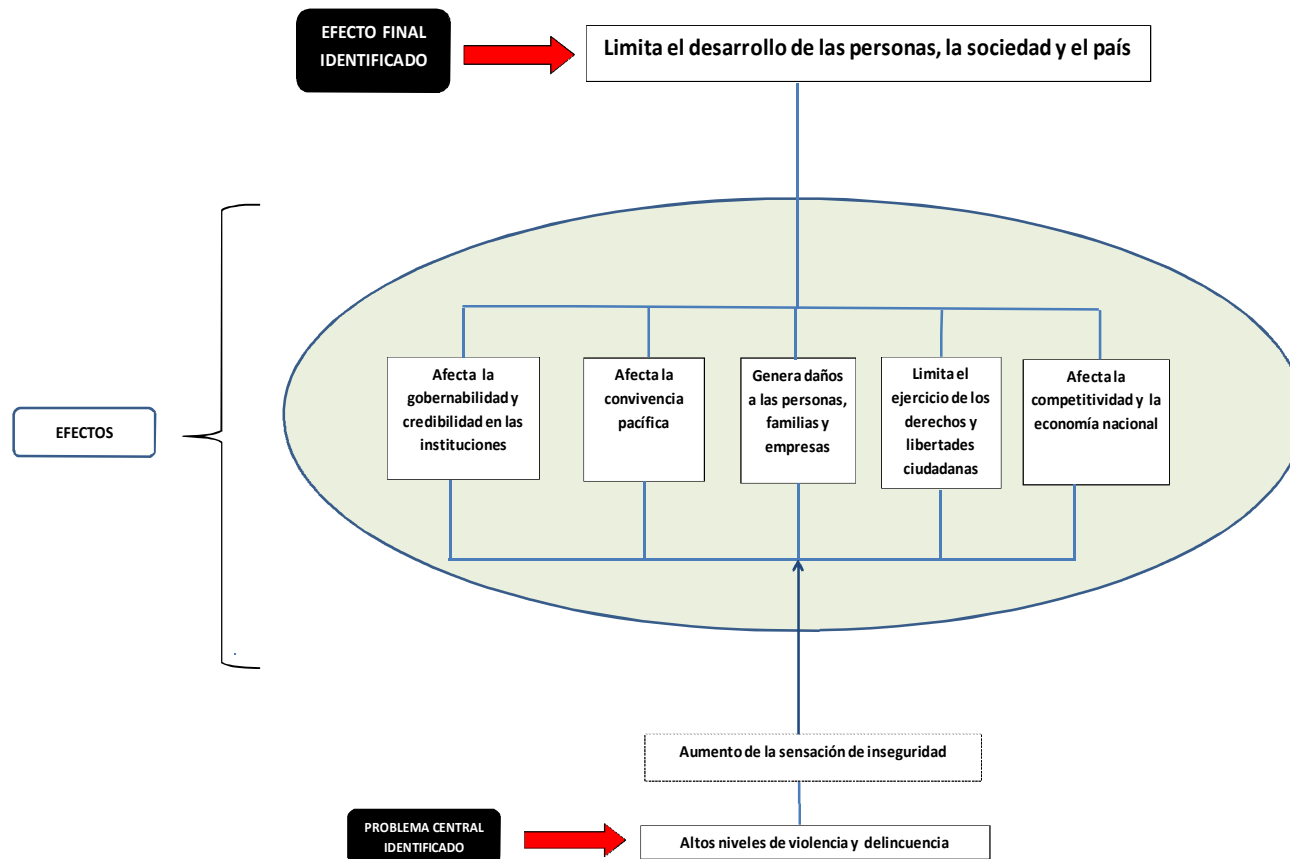 EFECTO FINAL
IDENTIFICADO
Limita el desarrollo de las personas, la sociedad y el país
EFECTOS
Afecta la
gobernabilidad y
credibilidad en las
instituciones
Afecta la
convivencia
pacífica
Genera daños
a las personas,
familias y
empresas
Limita el
ejercicio de los
derechos y
libertades
ciudadanas
Afecta la
competitividad y la
economía nacional
Aumento de la sensación de inseguridad
PROBLEMA CENTRAL
IDENTIFICADO
Altos niveles de violencia y delincuencia